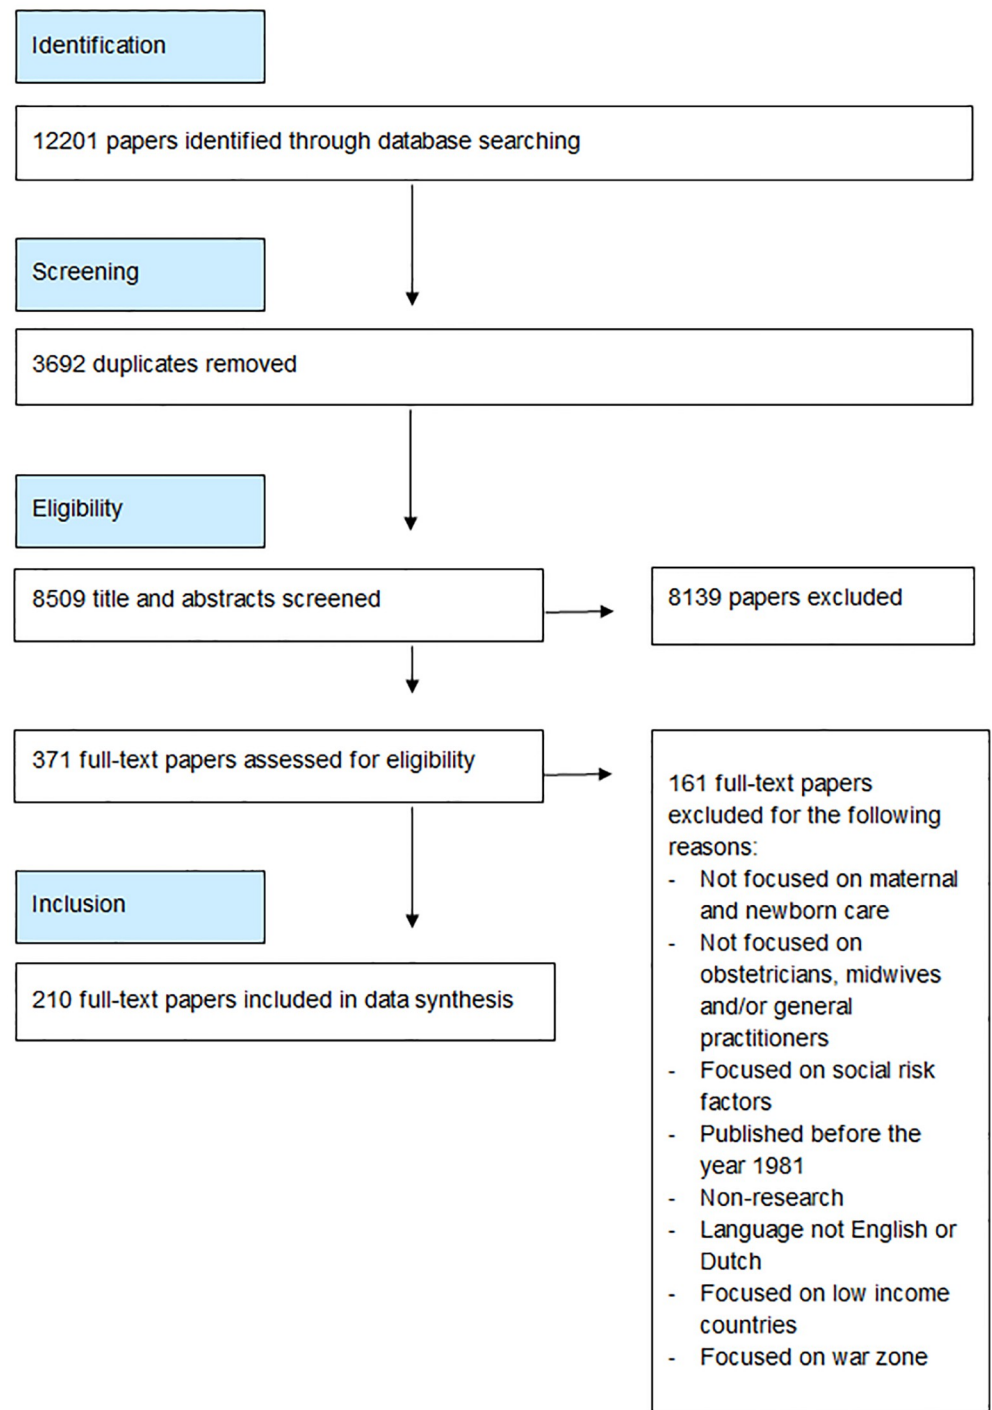 Identification
12201 papers identified through database searching
Screening
3692 duplicates removed
Eligibility
8509 title and abstracts screened
8139 papers excluded
371 full-text papers assessed for eligibility
161 full-text papers
excluded for the following
reasons:
- Not focused on maternal
and newborn care
- Not focused on
obstetricians, midwives
and/or general
practitioners
- Focused on social risk
factors
- Published before the
year 1981
- Non-research
- Language not English or
Dutch
- Focused on low income
countries
- Focused on war zone
Inclusion
210 full-text papers included in data synthesis